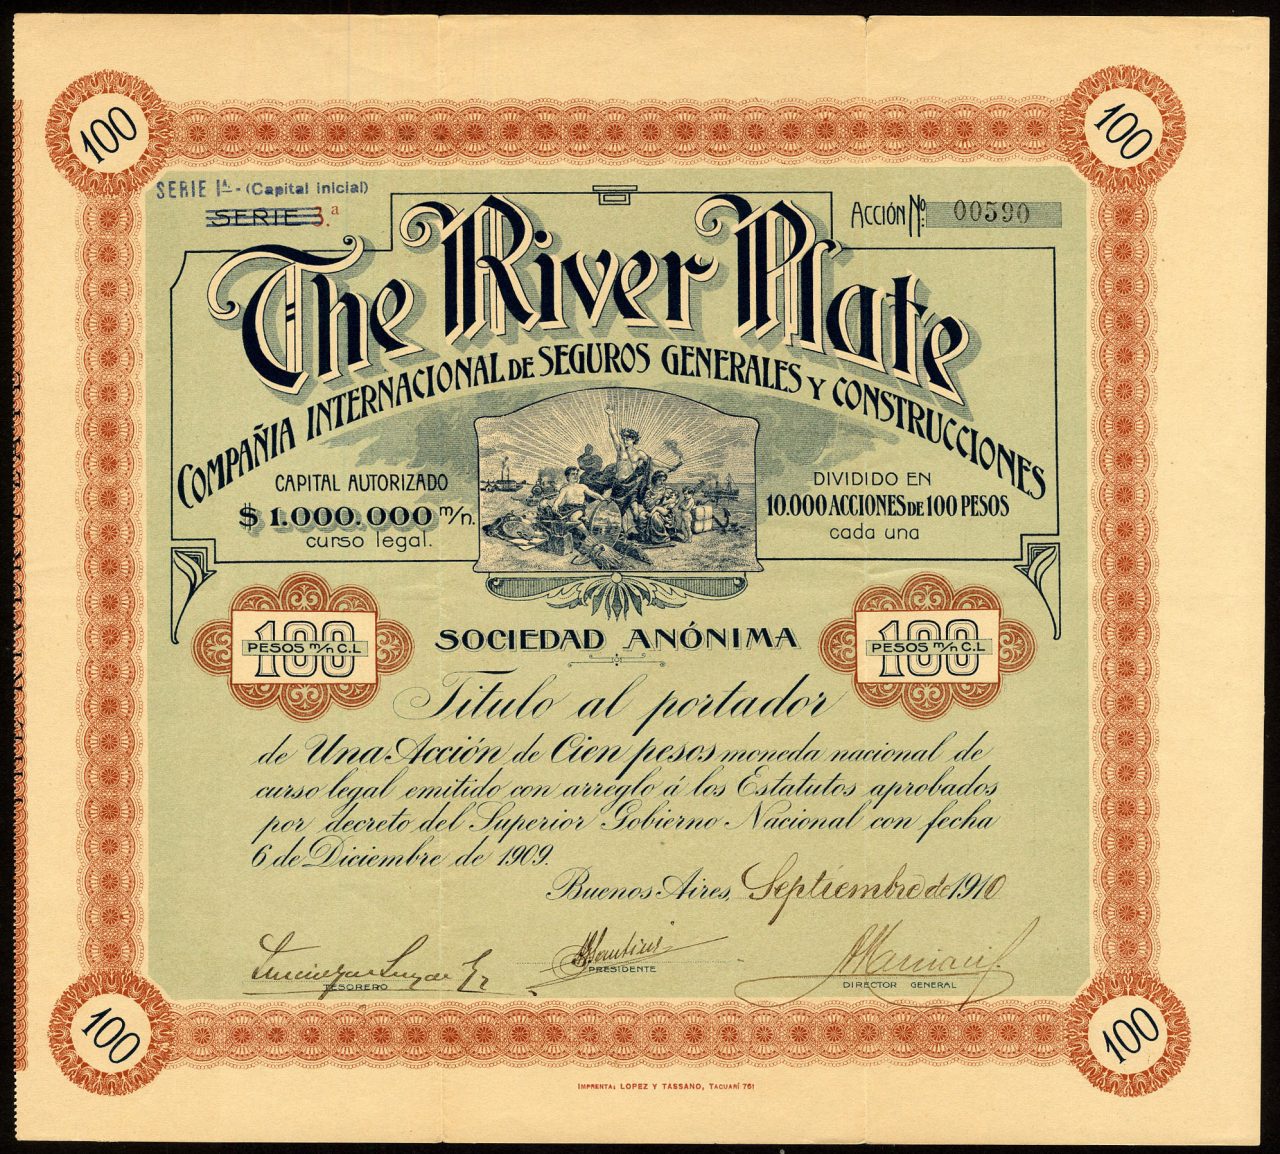 100
100
SERIE 1ª - (Capital inicial)
SERIE 3.ª
ACCIÓN Nº: 00590
The River Plate
COMPAÑIA INTERNACIONAL DE SEGUROS GENERALES Y CONSTRUCCIONES
CAPITAL AUTORIZADO
$ 1.000.000 m/n.
curso legal.
DIVIDIDO EN
10.000 ACCIONES DE 100 PESOS
cada una
100
PESOS m/n C.L
SOCIEDAD ANÓNIMA
100
PESOS m/n C.L
Titulo al portador
de Una Acción de Cien pesos moneda nacional de
curso legal emitido con arreglo á los Estatutos aprobados
por decreto del Superior Gobierno Nacional con fecha
6 de Diciembre de 1909.
Buenos Aires, Septiembre de 1910
TESORERO
PRESIDENTE
DIRECTOR GENERAL
100
100
IMPRENTA: LOPEZ Y TASSANO, TACUARÍ 761